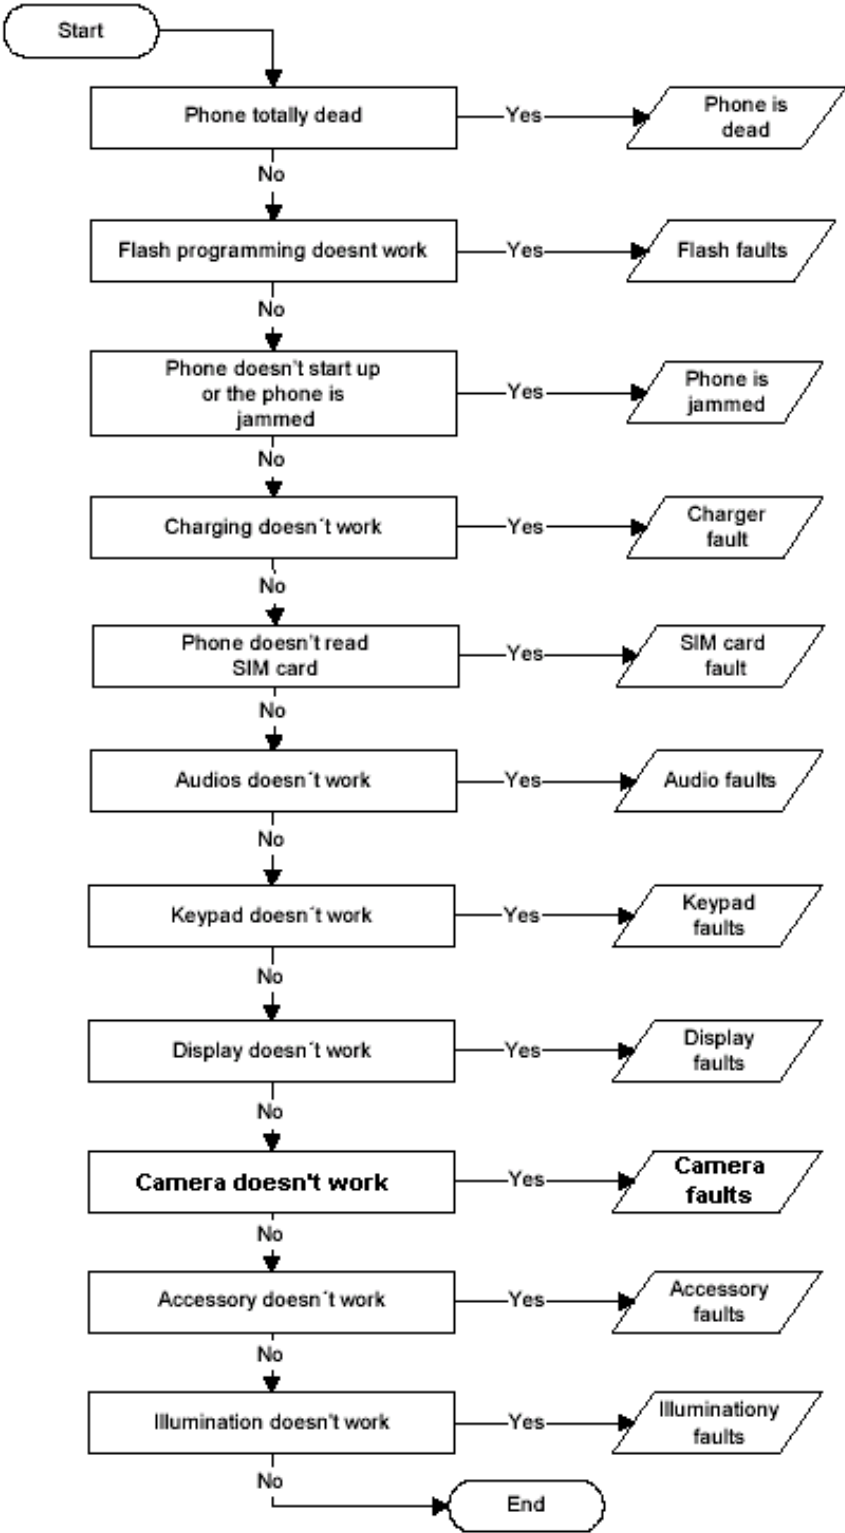 Start
Phone totally dead
Yes
Phone is
dead
No
Flash programming doesnt work
Yes
Flash faults
No
Phone doesn't start up
or the phone is
jammed
Yes
Phone is
jammed
No
Charging doesn´t work
Yes
Charger
fault
No
Phone doesn't read
SIM card
Yes
SIM card
fault
No
Audios doesn´t work
Yes
Audio faults
No
Keypad doesn´t work
Yes
Keypad
faults
No
Display doesn´t work
Yes
Display
faults
No
Camera doesn't work
Yes
Camera
faults
No
Accessory doesn´t work
Yes
Accessory
faults
No
Illumination doesn't work
Yes
Illuminationy
faults
No
End